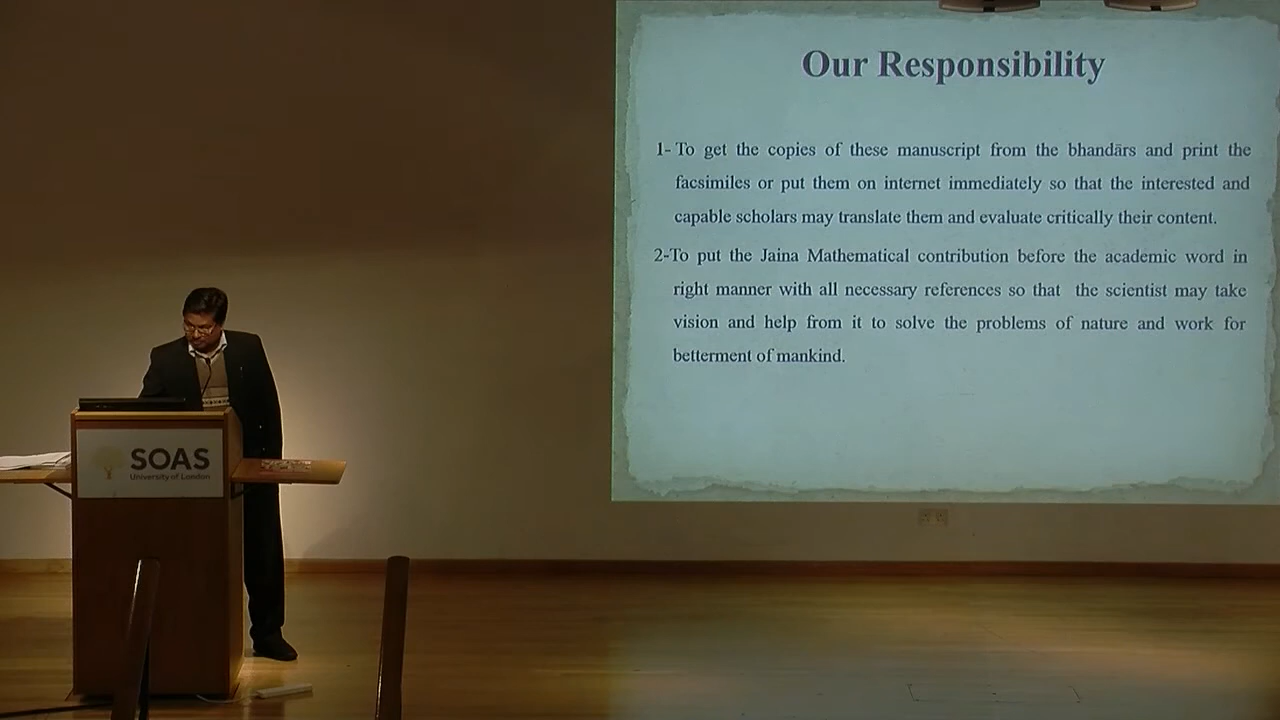 Our Responsibility
1- To get the copies of these manuscript from the bhandārs and print the
facsimiles or put them on internet immediately so that the interested and
capable scholars may translate them and evaluate critically their content.
2-To put the Jaina Mathematical contribution before the academic word in
right manner with all necessary references so that the scientist may take
vision and help from it to solve the problems of nature and work for
betterment of mankind.
SOAS
University of London